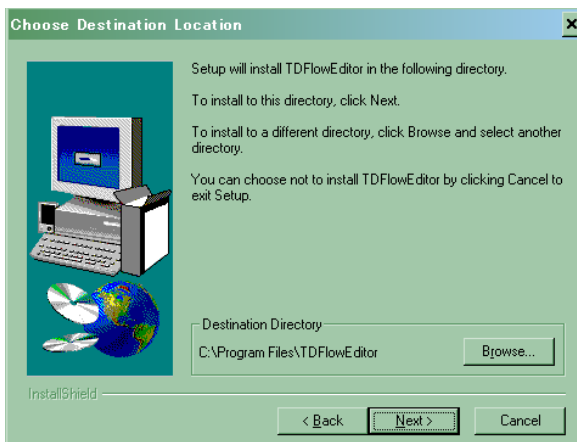 Choose Destination Location
Setup will install TDFlowEditor in the following directory.
To install to this directory, click Next.
To install to a different directory, click Browse and select another
directory.
You can choose not to install TDFlowEditor by clicking Cancel to
exit Setup.
Destination Directory
C:\Program Files\TDFlowEditor
Browse...
InstallShield
< Back
Next >
Cancel